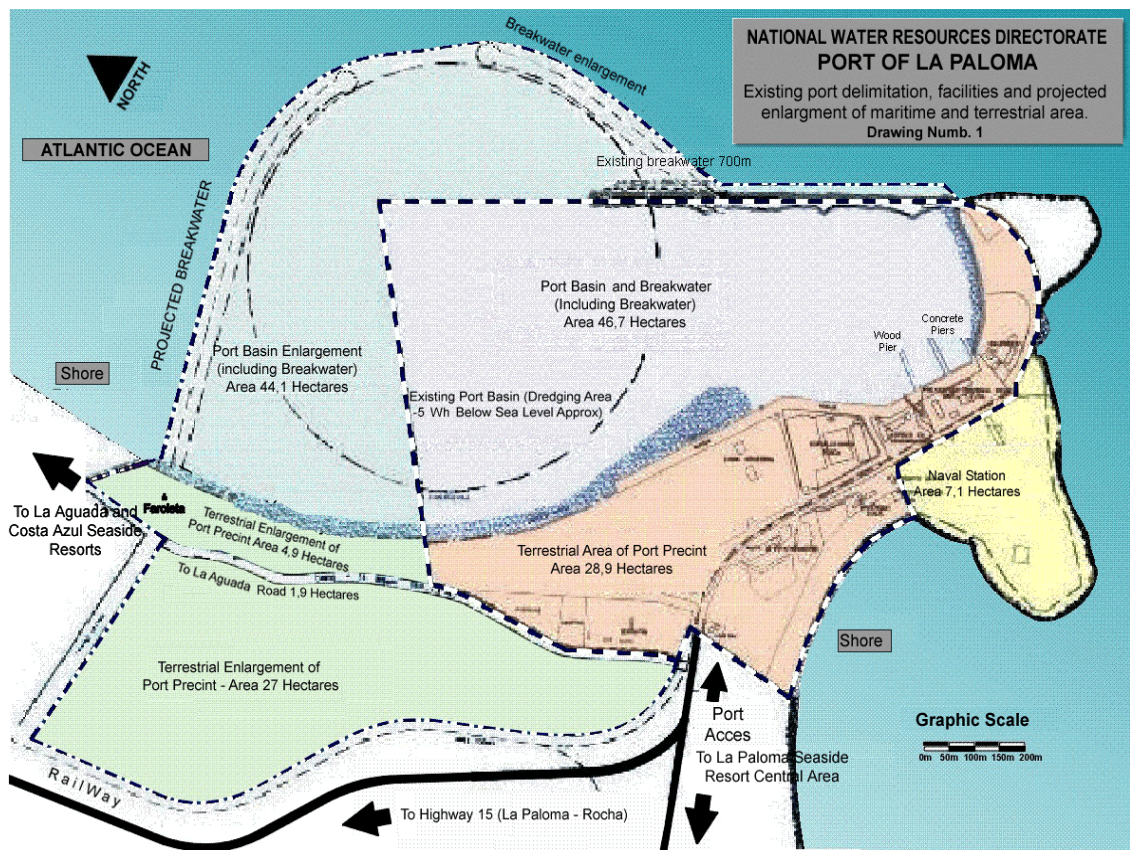 NATIONAL WATER RESOURCES DIRECTORATE
PORT OF LA PALOMA
Existing port delimitation, facilities and projected
enlargment of maritime and terrestrial area.
Drawing Numb. 1
NORTH
ATLANTIC OCEAN
Breakwater enlargement
Existing breakwater 700m
PROJECTED BREAKWATER
Port Basin and Breakwater
(Including Breakwater)
Area 46,7 Hectares
Concrete
Piers
Wood
Pier
Port Basin Enlargement
(including Breakwater)
Area 44,1 Hectares
Shore
Existing Port Basin (Dredging Area
-5 Wh Below Sea Level Approx)
Naval Station
Area 7,1 Hectares
To La Aguada and
Costa Azul Seaside
Resorts
Faroleta
Terrestrial Enlargement of
Port Precint Area 4,9 Hectares
Terrestrial Area of Port Precint
Area 28,9 Hectares
To La Aguada Road 1,9 Hectares
Shore
Terrestrial Enlargement of
Port Precint - Area 27 Hectares
Port
Acces
Graphic Scale
0m 50m 100m 150m 200m
To La Paloma Seaside
Resort Central Area
RailWay
To Highway 15 (La Paloma - Rocha)